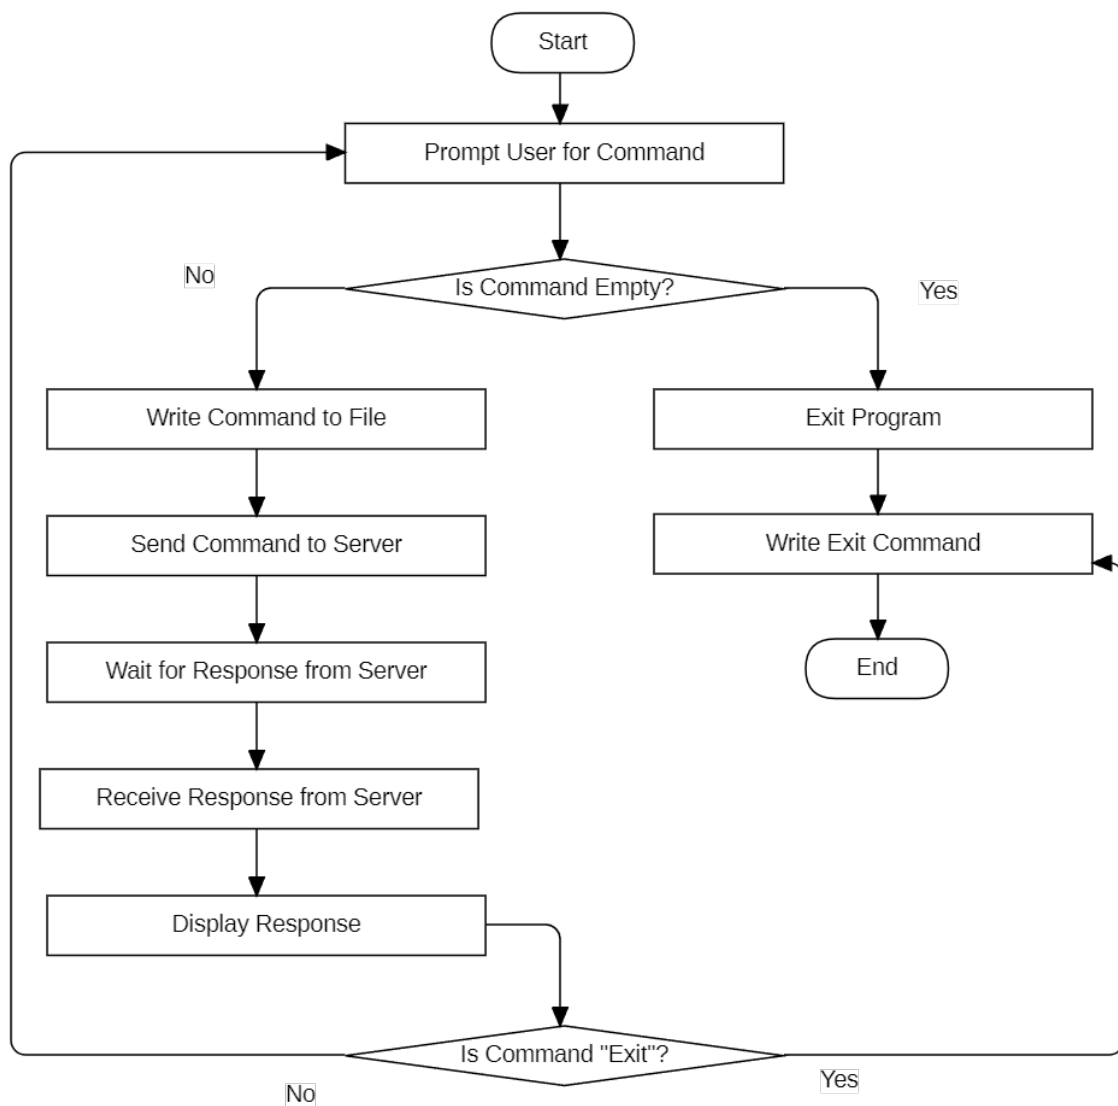 Start
Prompt User for Command
No
Is Command Empty?
Yes
Write Command to File
Exit Program
Send Command to Server
Write Exit Command
Wait for Response from Server
End
Receive Response from Server
Display Response
Is Command "Exit"?
No
Yes